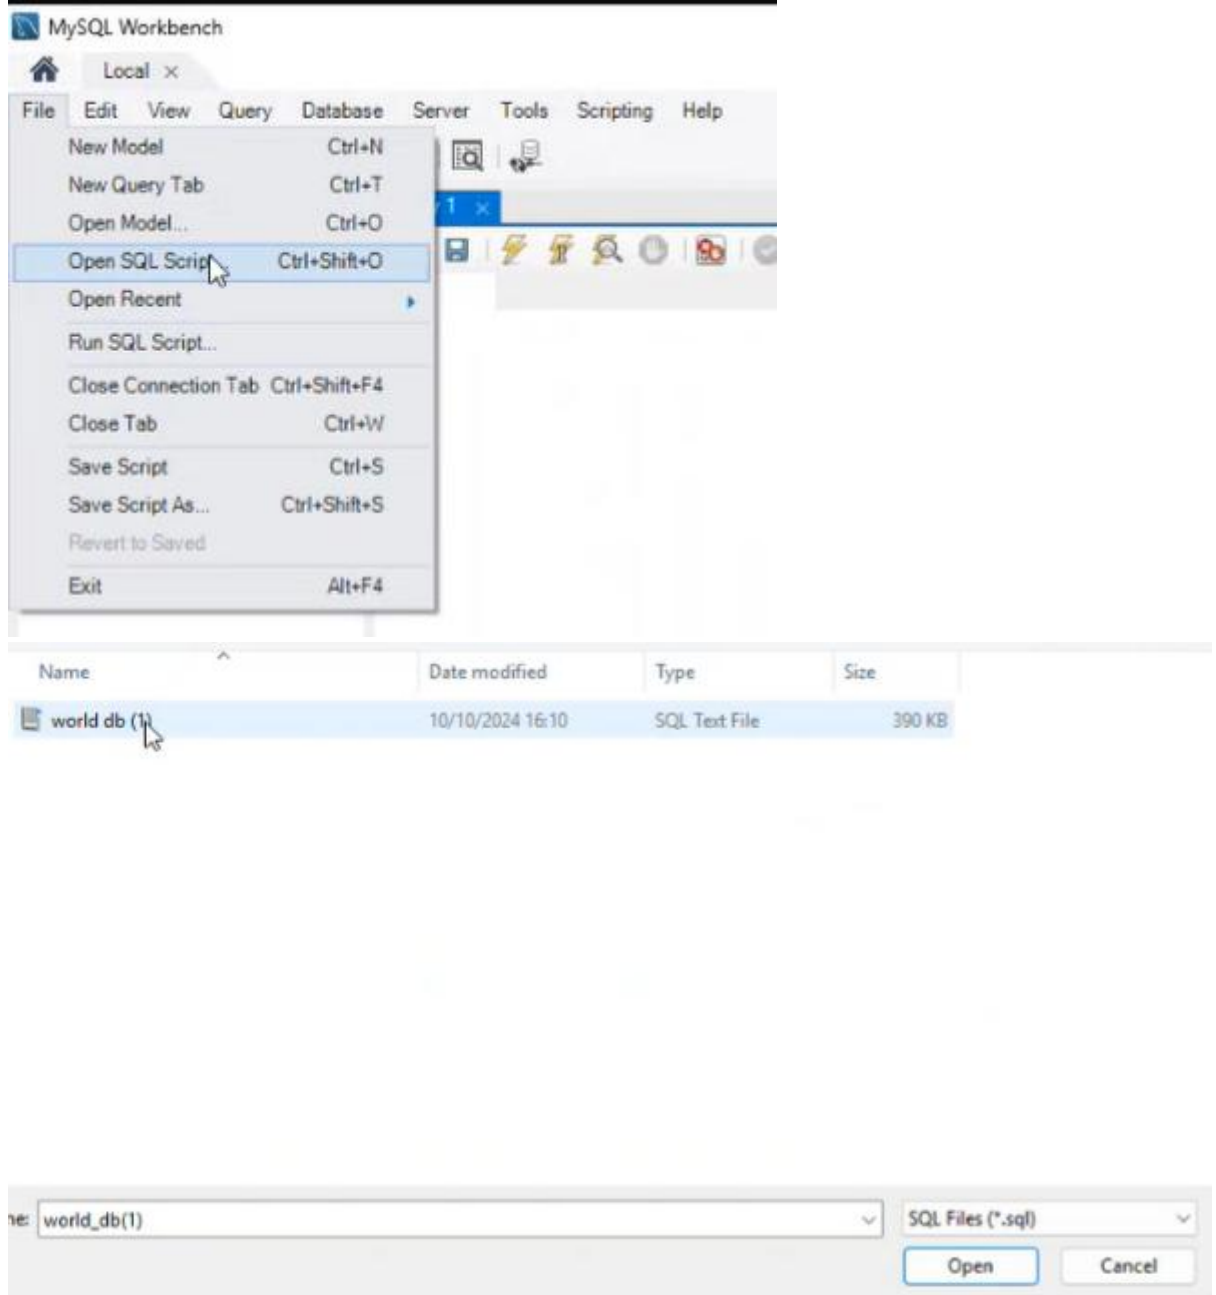 MySQL Workbench
Local ×
File Edit View Query Database Server Tools Scripting Help
New Model Ctrl+N
New Query Tab Ctrl+T
Open Model... Ctrl+O
Open SQL Script Ctrl+Shift+O
Open Recent
Run SQL Script...
Close Connection Tab Ctrl+Shift+F4
Close Tab Ctrl+W
Save Script Ctrl+S
Save Script As... Ctrl+Shift+S
Revert to Saved
Exit Alt+F4
1 ×
Name Date modified Type Size
world db (1) 10/10/2024 16:10 SQL Text File 390 KB
ne: world_db(1) SQL Files (*.sql)
Open Cancel